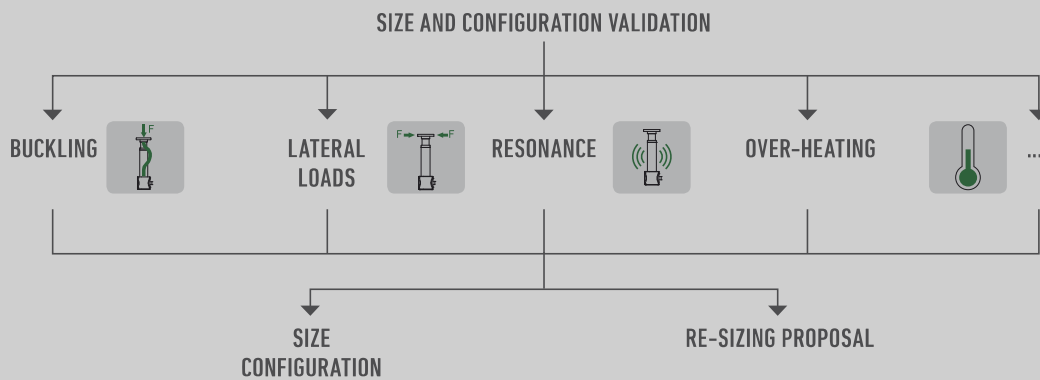 SIZE AND CONFIGURATION VALIDATION
BUCKLING
F
LATERAL
LOADS
F F
RESONANCE
OVER-HEATING
...
SIZE
CONFIGURATION
RE-SIZING PROPOSAL